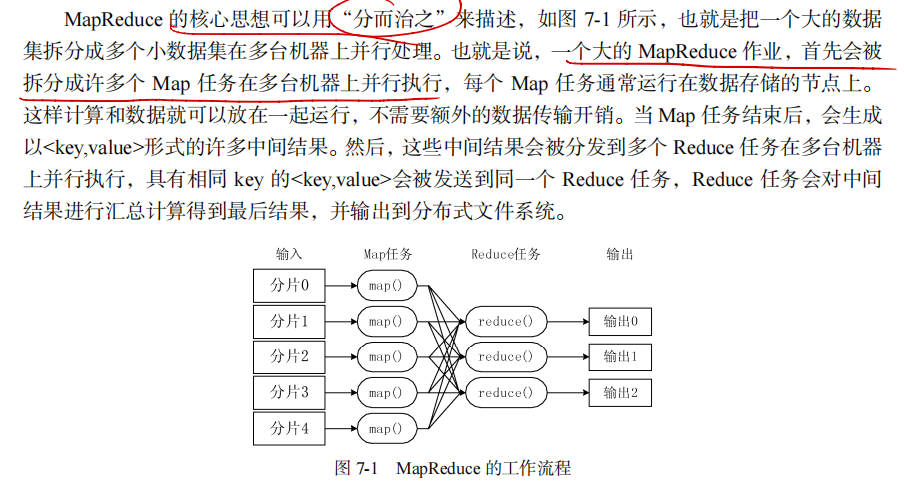 MapReduce 的核心思想可以用“分而治之”来描述，如图 7-1 所示，也就是把一个大的数据
集拆分成多个小数据集在多台机器上并行处理。也就是说，一个大的 MapReduce 作业，首先会被
拆分成许多个 Map 任务在多台机器上并行执行，每个 Map 任务通常运行在数据存储的节点上。
这样计算和数据就可以放在一起运行，不需要额外的数据传输开销。当 Map 任务结束后，会生成
以<key,value>形式的许多中间结果。然后，这些中间结果会被分发到多个 Reduce 任务在多台机器
上并行执行，具有相同 key 的<key,value>会被发送到同一个 Reduce 任务，Reduce 任务会对中间
结果进行汇总计算得到最后结果，并输出到分布式文件系统。
输入 Map任务 Reduce任务 输出
分片0 map()
分片1 map() reduce() 输出0
分片2 map() reduce() 输出1
分片3 map() reduce() 输出2
分片4 map()
图 7-1 MapReduce 的工作流程